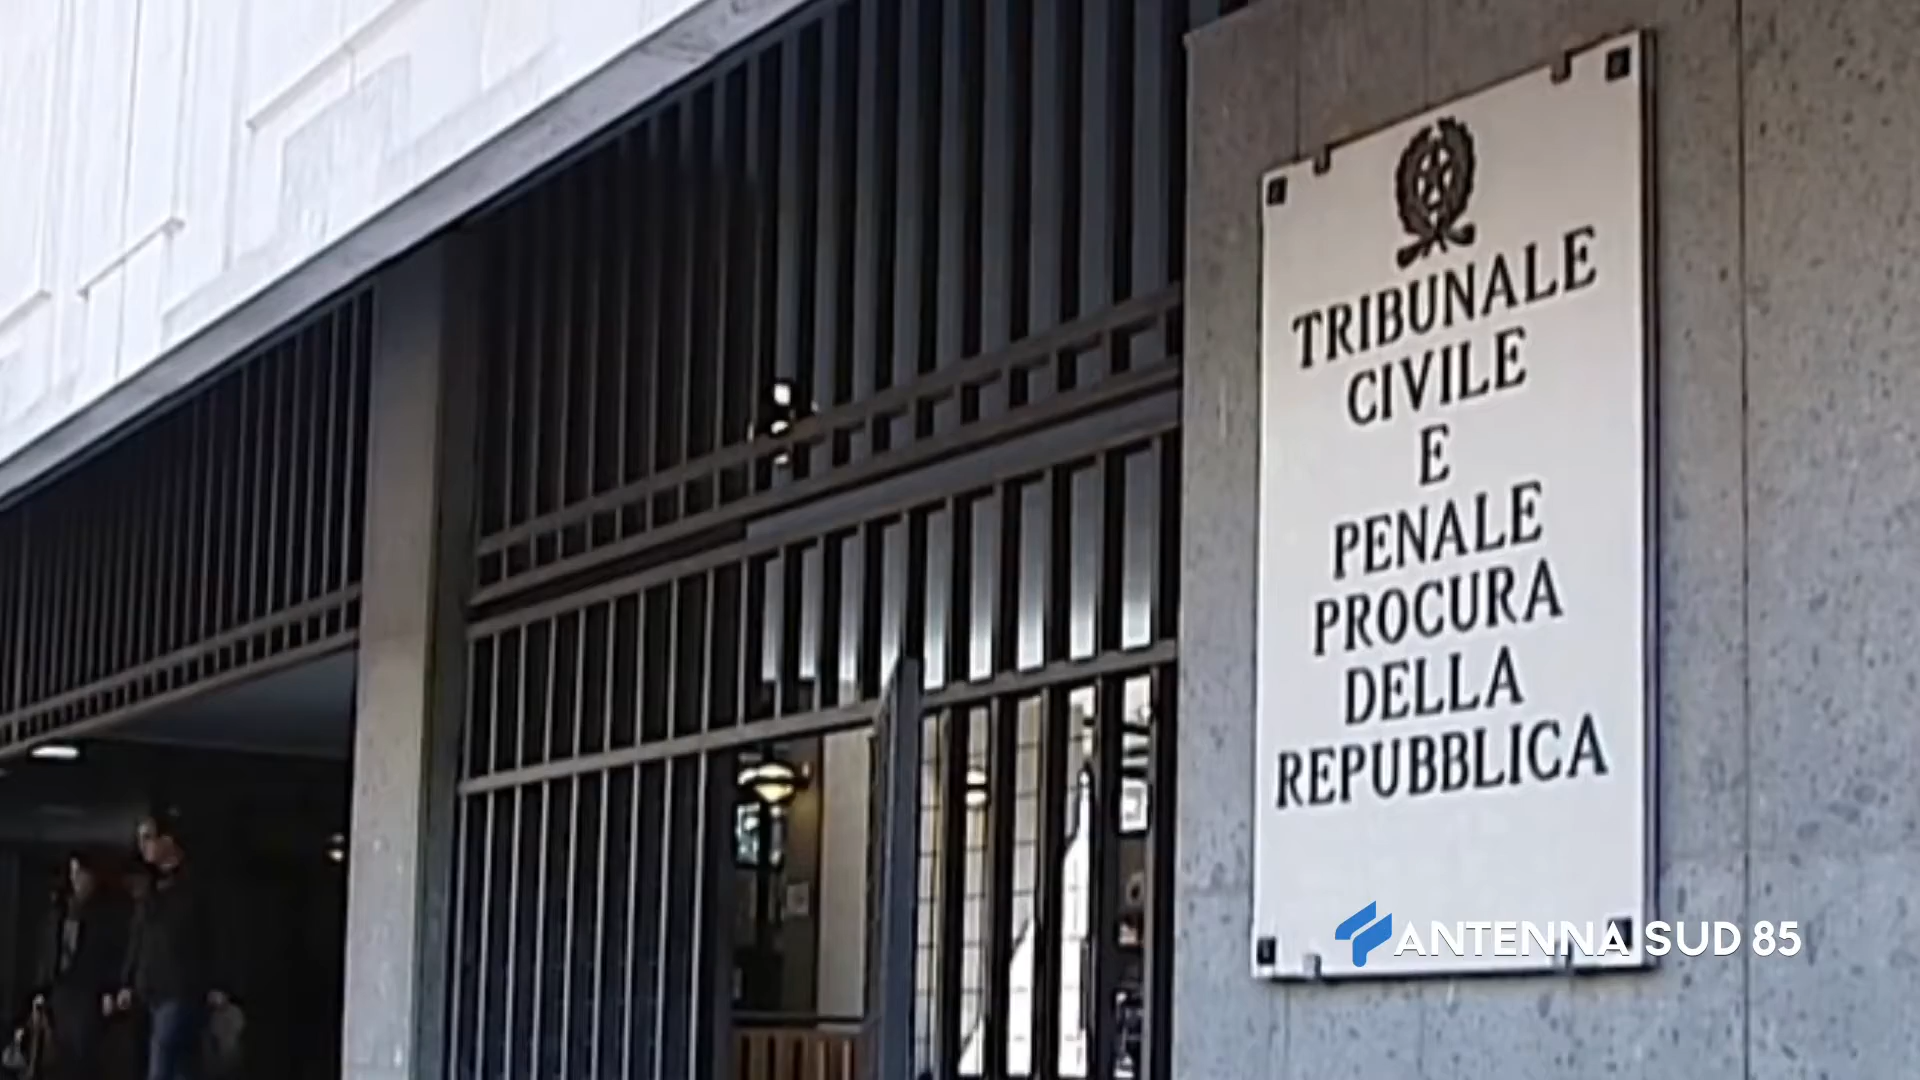 TRIBUNALE
CIVILE
E
PENALE
PROCURA
DELLA
REPUBBLICA
ANTENNA SUD 85